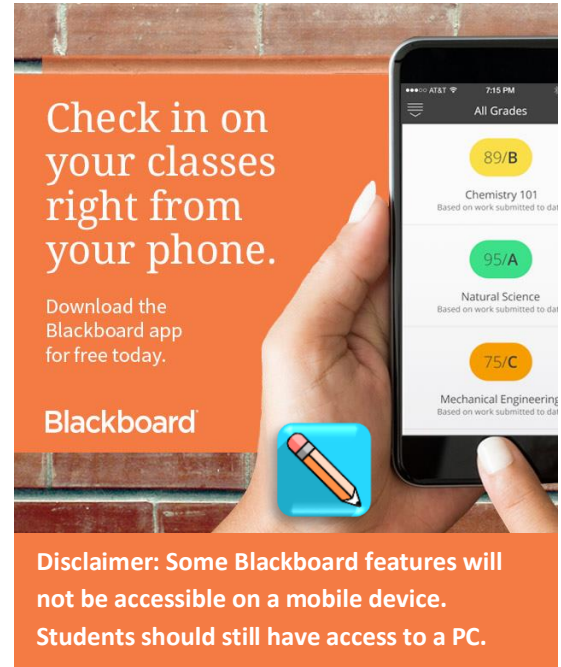 Check in on
your classes
right from
your phone.
Download the
Blackboard app
for free today.
Blackboard
AT&T 7:15 PM
All Grades
89/B
Chemistry 101
Based on work submitted to dat
95/A
Natural Science
Based on work submitted to dat
75/C
Mechanical Engineering
Based on work submitted to dat
Disclaimer: Some Blackboard features will
not be accessible on a mobile device.
Students should still have access to a PC.